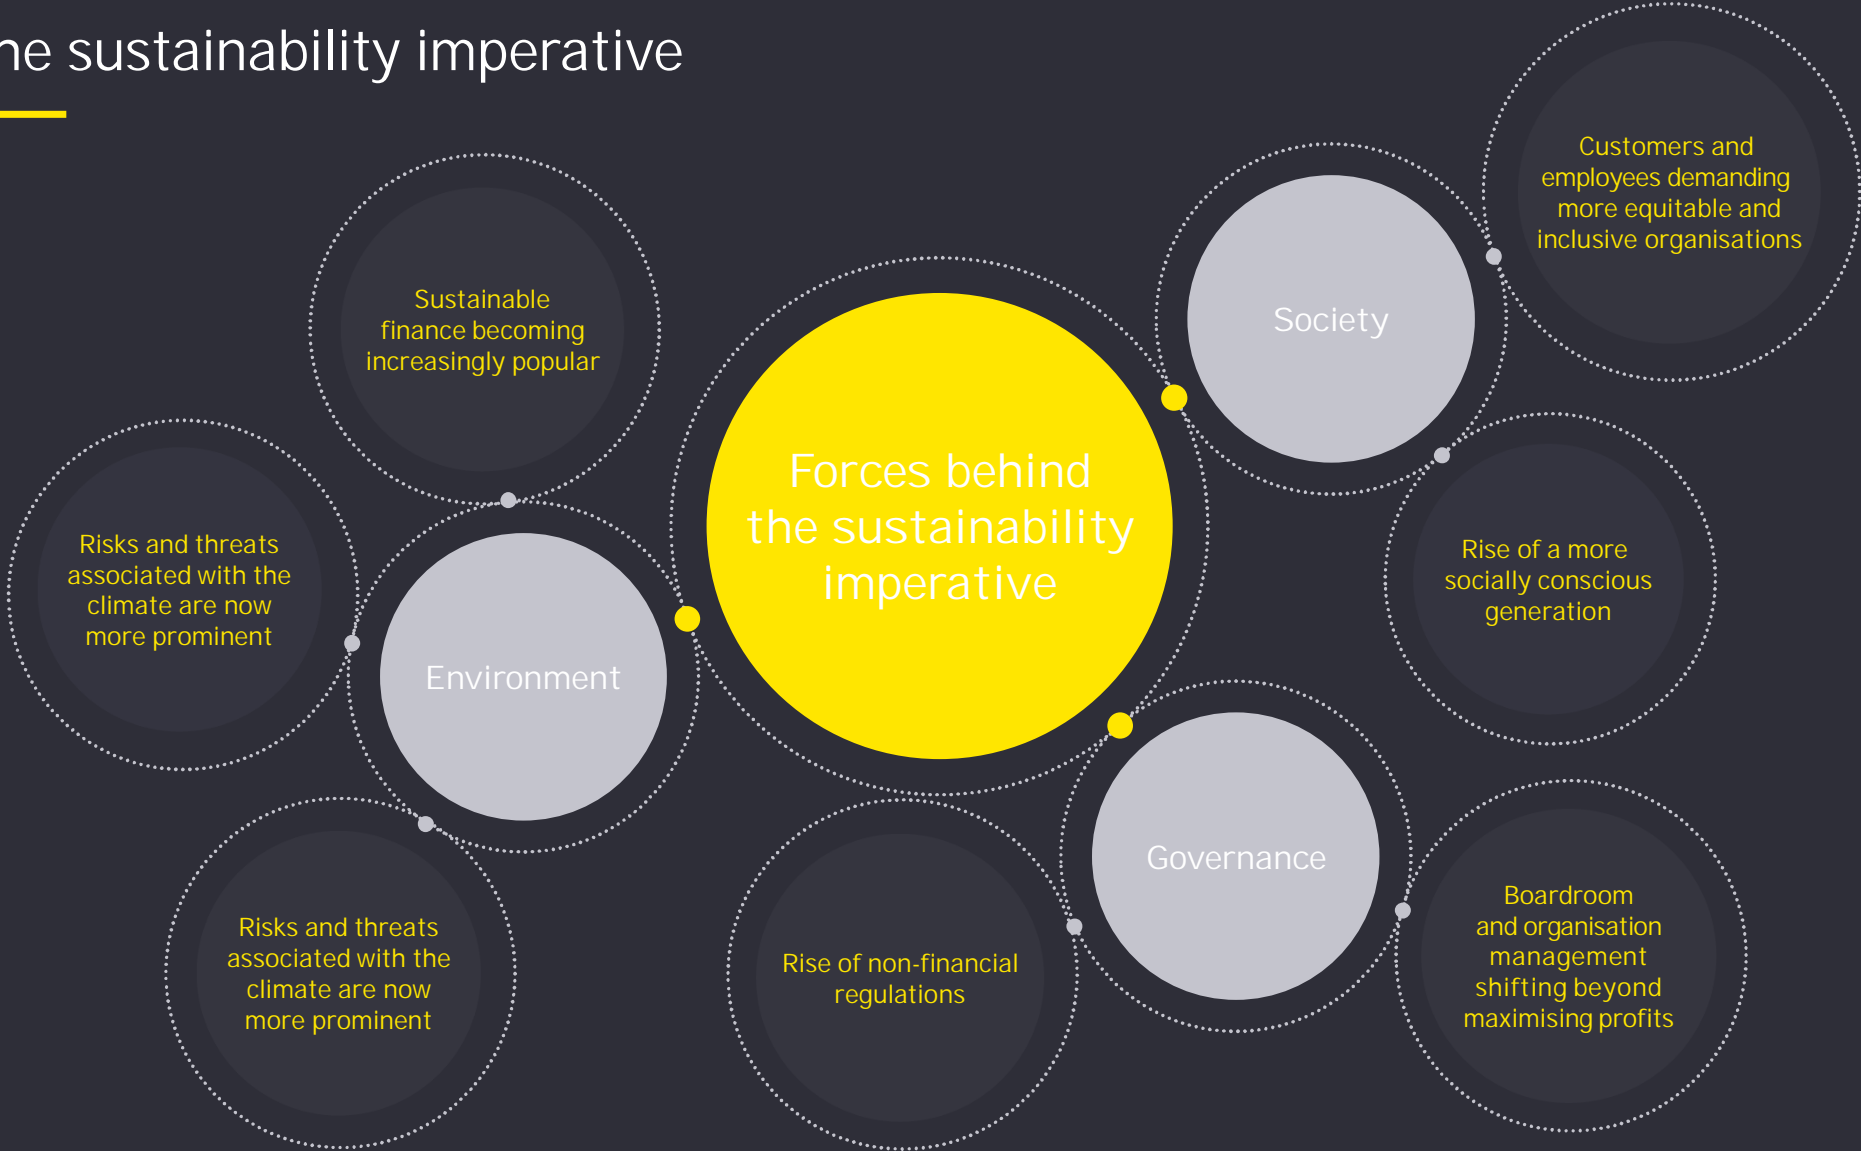 he sustainability imperative
Customers and
employees demanding
more equitable and
inclusive organisations
Sustainable
finance becoming
increasingly popular
Society
Forces behind
the sustainability
imperative
Risks and threats
associated with the
climate are now
more prominent
Rise of a more
socially conscious
generation
Environment
Governance
Risks and threats
associated with the
climate are now
more prominent
Rise of non-financial
regulations
Boardroom
and organisation
management
shifting beyond
maximising profits